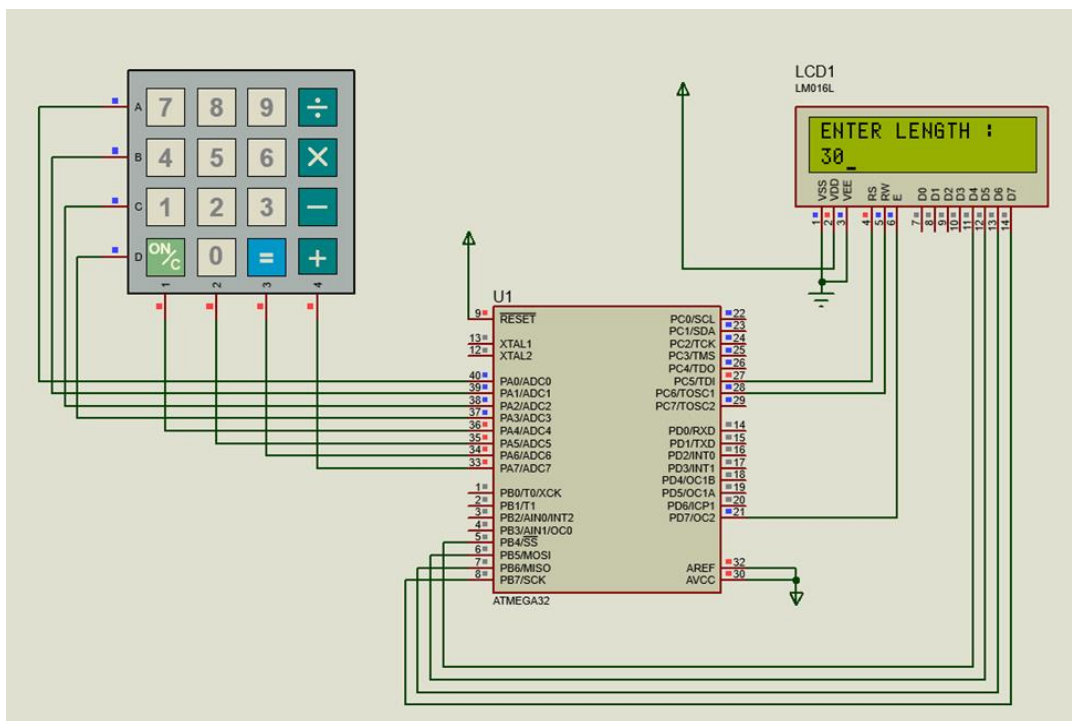 LCD1
LM016L
ENTER LENGTH :
30_
VSS
VDD
VEE
RS
RW
E
D0
D1
D2
D3
D4
D5
D6
D7
1
2
3
4
5
6
7
8
9
10
11
12
13
14
A
7
8
9
÷
B
4
5
6
×
C
1
2
3
−
D
ON/C
0
=
+
1
2
3
4
U1
9
RESET
13
XTAL1
12
XTAL2
40
PA0/ADC0
39
PA1/ADC1
38
PA2/ADC2
37
PA3/ADC3
36
PA4/ADC4
35
PA5/ADC5
34
PA6/ADC6
33
PA7/ADC7
1
PB0/T0/XCK
2
PB1/T1
3
PB2/AIN0/INT2
4
PB3/AIN1/OC0
5
PB4/SS
6
PB5/MOSI
7
PB6/MISO
8
PB7/SCK
PC0/SCL
22
PC1/SDA
23
PC2/TCK
24
PC3/TMS
25
PC4/TDO
26
PC5/TDI
27
PC6/TOSC1
28
PC7/TOSC2
29
PD0/RXD
14
PD1/TXD
15
PD2/INT0
16
PD3/INT1
17
PD4/OC1B
18
PD5/OC1A
19
PD6/ICP1
20
PD7/OC2
21
AREF
32
AVCC
30
ATMEGA32